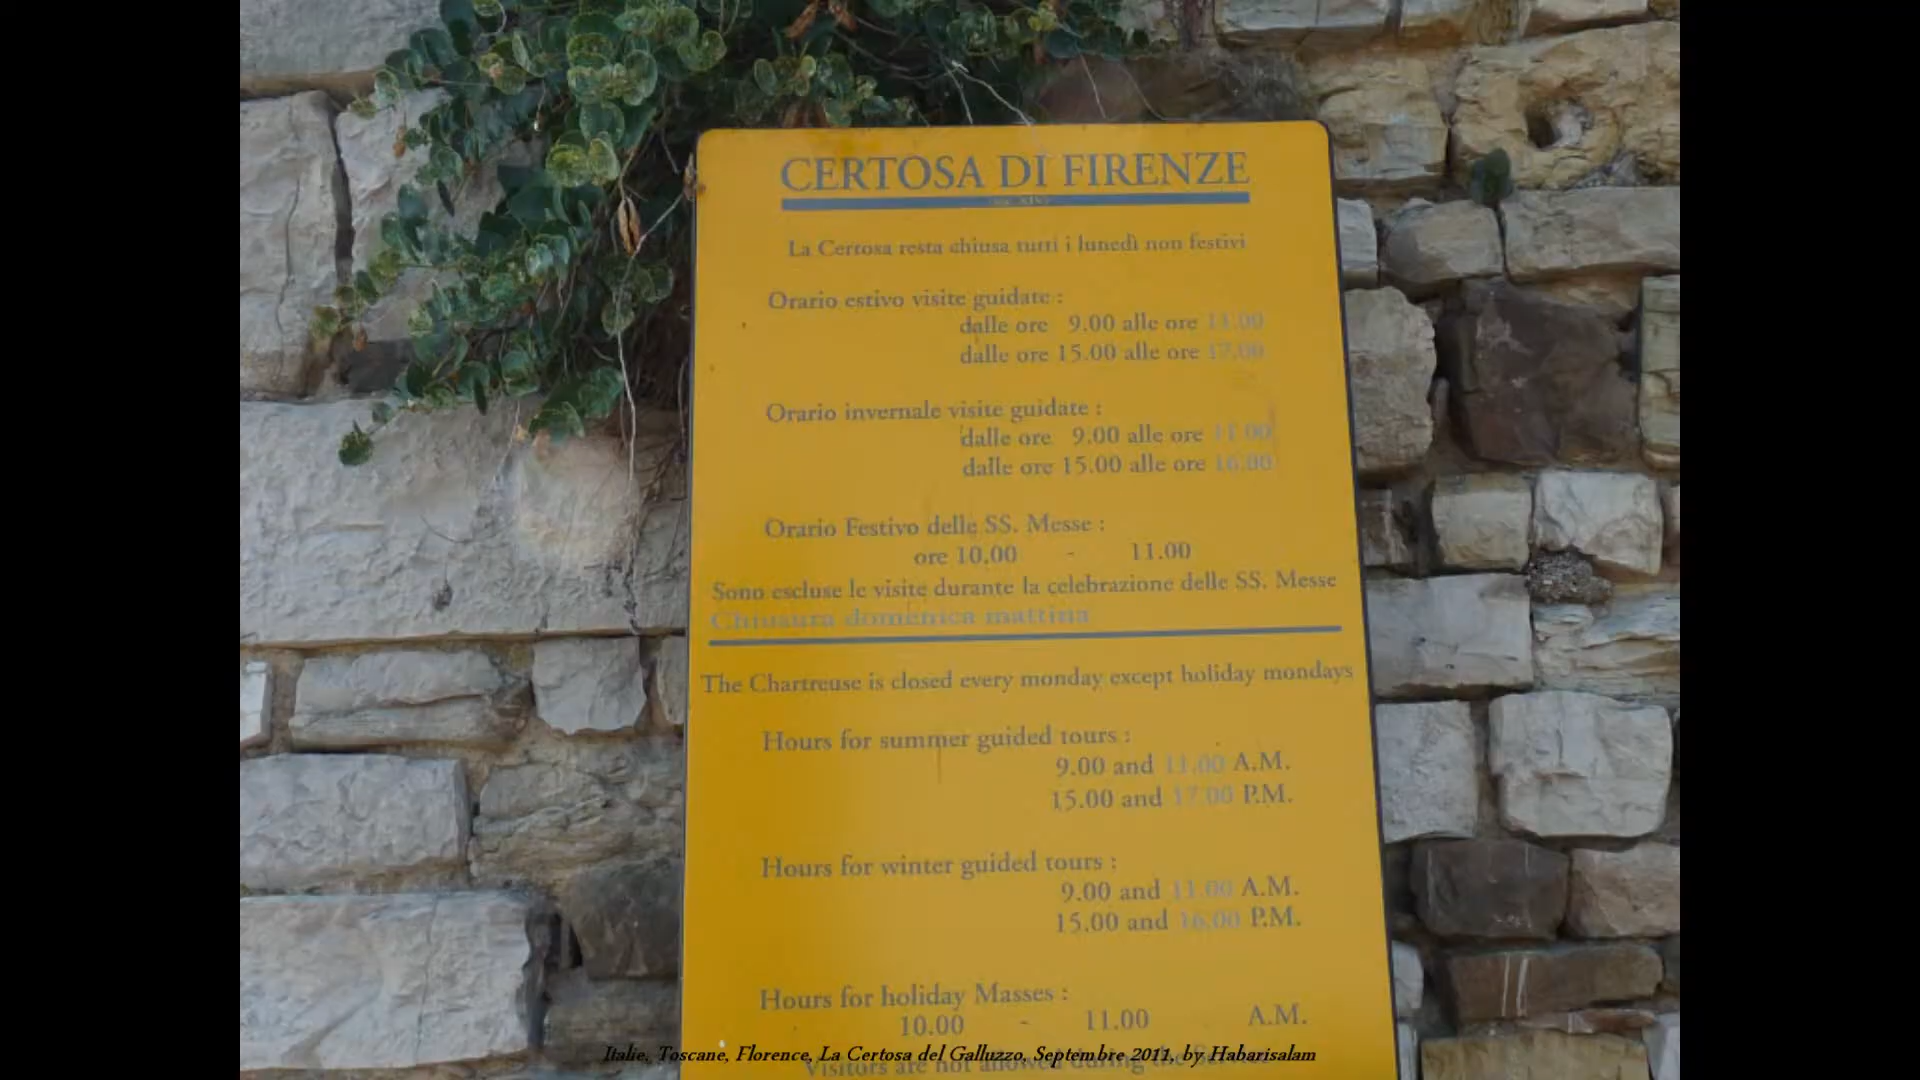 CERTOSA DI FIRENZE
La Certosa resta chiusa tutti i lunedì non festivi
Orario estivo visite guidate :
dalle ore 9.00 alle ore 11.00
dalle ore 15.00 alle ore 17.00
Orario invernale visite guidate :
dalle ore 9.00 alle ore 11.00
dalle ore 15.00 alle ore 16.00
Orario Festivo delle SS. Messe :
ore 10.00 - 11.00
Sono escluse le visite durante la celebrazione delle SS. Messe
Chiusura domenica mattina
The Chartreuse is closed every monday except holiday mondays
Hours for summer guided tours :
9.00 and 11.00 A.M.
15.00 and 17.00 P.M.
Hours for winter guided tours :
9.00 and 11.00 A.M.
15.00 and 16.00 P.M.
Hours for holiday Masses :
10.00 - 11.00 A.M.
Italie, Toscane, Florence, La Certosa del Galluzzo, Septembre 2011, by Habarisalam
Visitors are not allowed during the